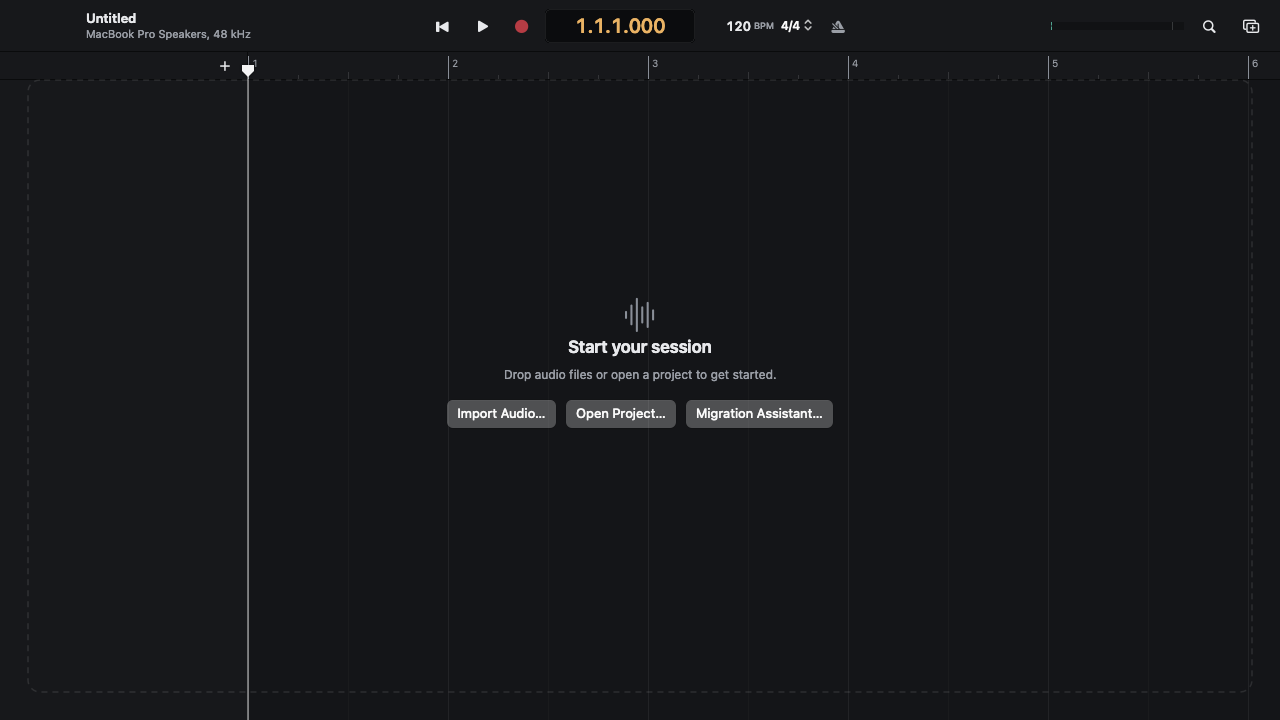 Untitled
MacBook Pro Speakers, 48 kHz
1.1.1.000
120 BPM 4/4
1 2 3 4 5 6
Start your session
Drop audio files or open a project to get started.
Import Audio... Open Project... Migration Assistant...